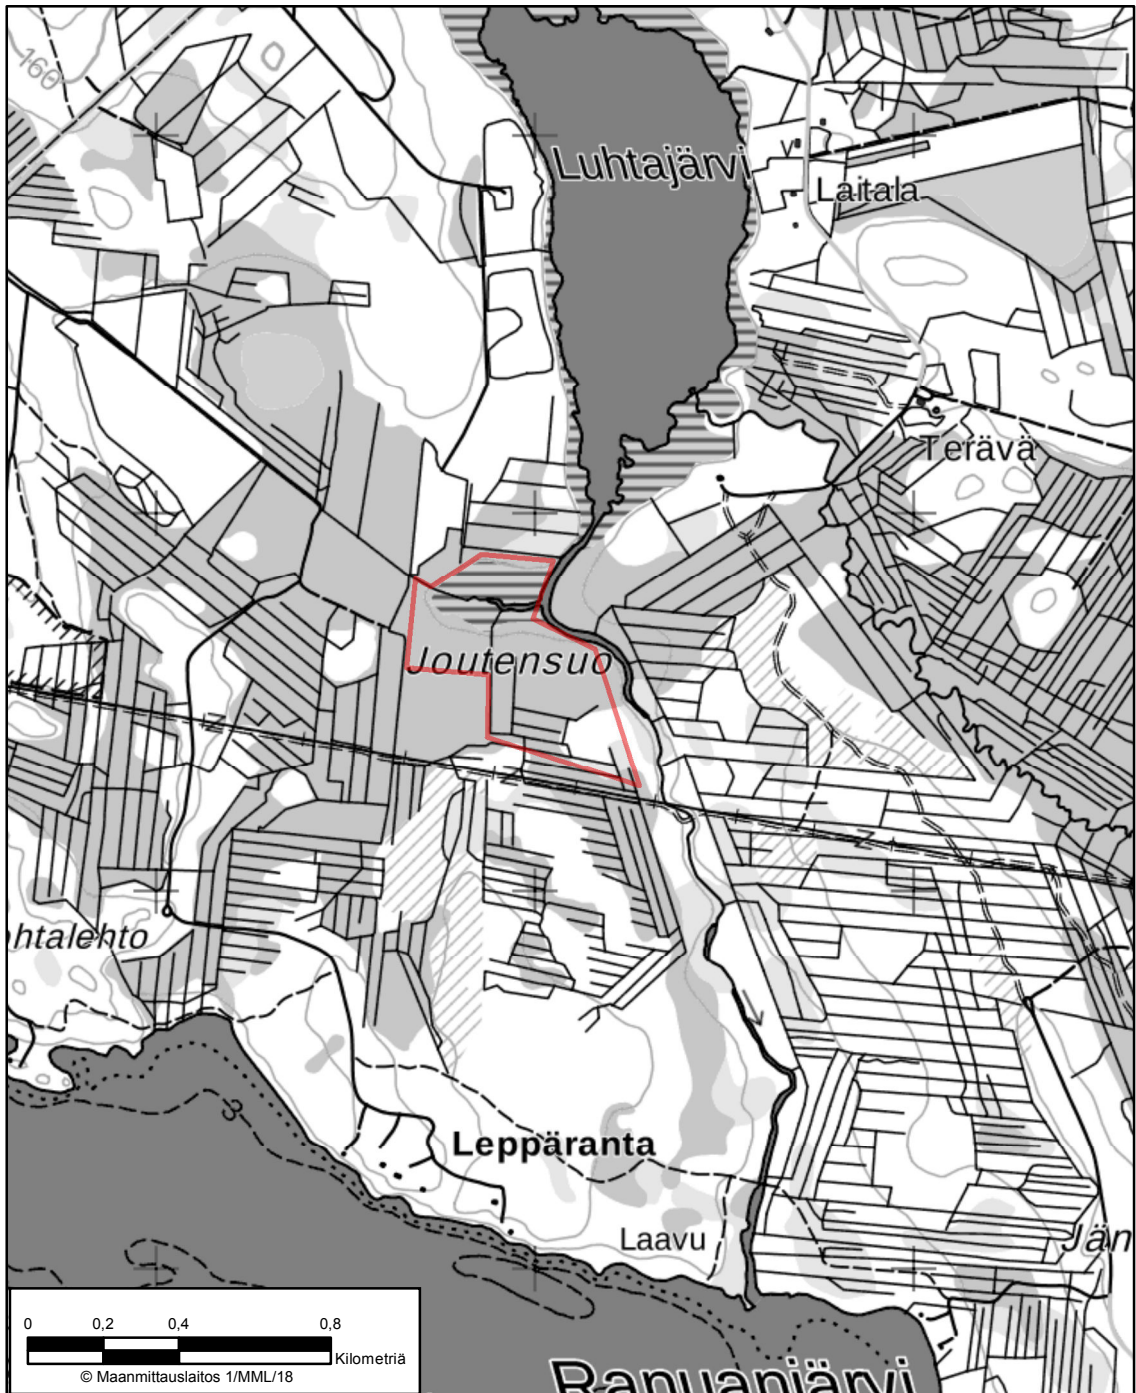 160
Luhtajärvi
Laitala
Terävä
Joutensuo
htalehto
3
Leppäranta
Laavu
Jän
0 0,2 0,4 0,8
Kilometriä
© Maanmittauslaitos 1/MML/18
Ranuanjärvi